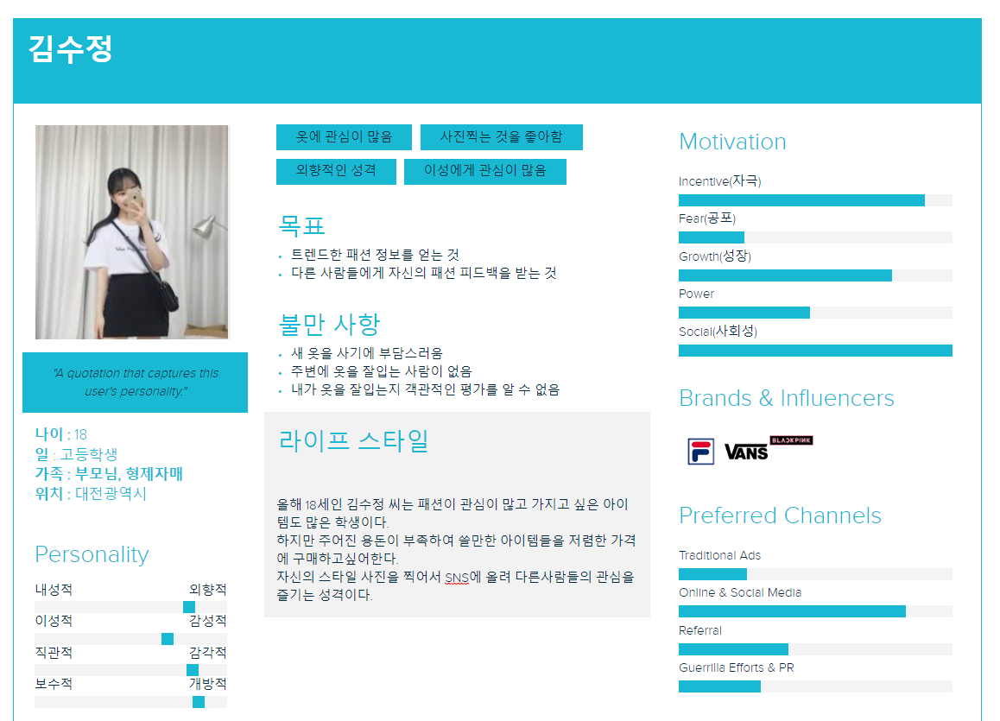 김수정
"A quotation that captures this
user's personality."
나이 : 18
일 : 고등학생
가족 : 부모님, 형제자매
위치 : 대전광역시
Personality
내성적 외향적
이성적 감성적
직관적 감각적
보수적 개방적
옷에 관심이 많음 사진찍는 것을 좋아함
외향적인 성격 이성에게 관심이 많음
목표
• 트렌드한 패션 정보를 얻는 것
• 다른 사람들에게 자신의 패션 피드백을 받는 것
불만 사항
• 새 옷을 사기에 부담스러움
• 주변에 옷을 잘입는 사람이 없음
• 내가 옷을 잘입는지 객관적인 평가를 알 수 없음
라이프 스타일
올해 18세인 김수정 씨는 패션이 관심이 많고 가지고 싶은 아이
템도 많은 학생이다.
하지만 주어진 용돈이 부족하여 쓸만한 아이템들을 저렴한 가격
에 구매하고싶어한다.
자신의 스타일 사진을 찍어서 SNS에 올려 다른사람들의 관심을
즐기는 성격이다.
Motivation
Incentive(자극)
Fear(공포)
Growth(성장)
Power
Social(사회성)
Brands & Influencers
F VANS BLACKPINK
Preferred Channels
Traditional Ads
Online & Social Media
Referral
Guerrilla Efforts & PR